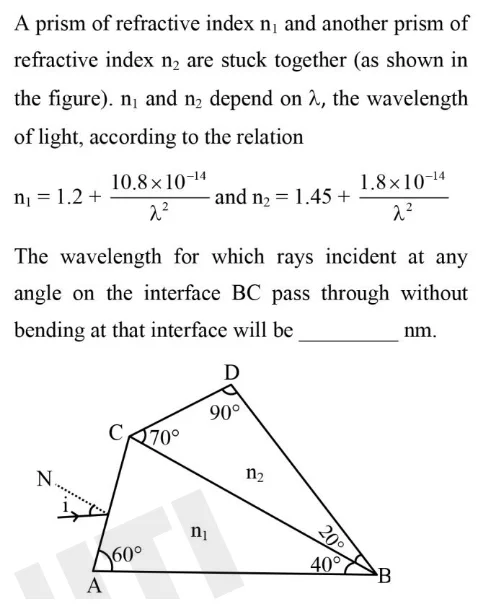 A prism of refractive index n₁ and another prism of
refractive index n₂ are stuck together (as shown in
the figure). n₁ and n₂ depend on λ, the wavelength
of light, according to the relation
n₁ = 1.2 + 10.8×10⁻¹⁴/λ² and n₂ = 1.45 + 1.8×10⁻¹⁴/λ²
The wavelength for which rays incident at any
angle on the interface BC pass through without
bending at that interface will be __________ nm.
D
90°
C 70°
N
n₂
i
n₁
20°
60°
40°
A
B